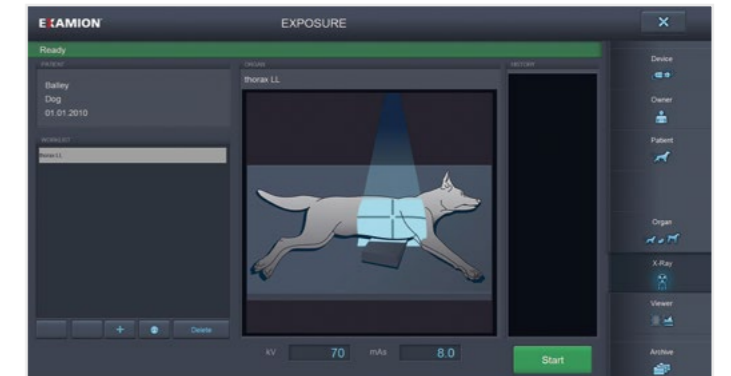 EXAMION
EXPOSURE
Ready
PATIENT
Bailey
Dog
01.01.2010
WORKLIST
thorax LL
Delete
ORGAN
thorax LL
kV 70 mAs 8.0
HISTORY
Start
Device
Owner
Patient
Organ
X-Ray
Viewer
Archive